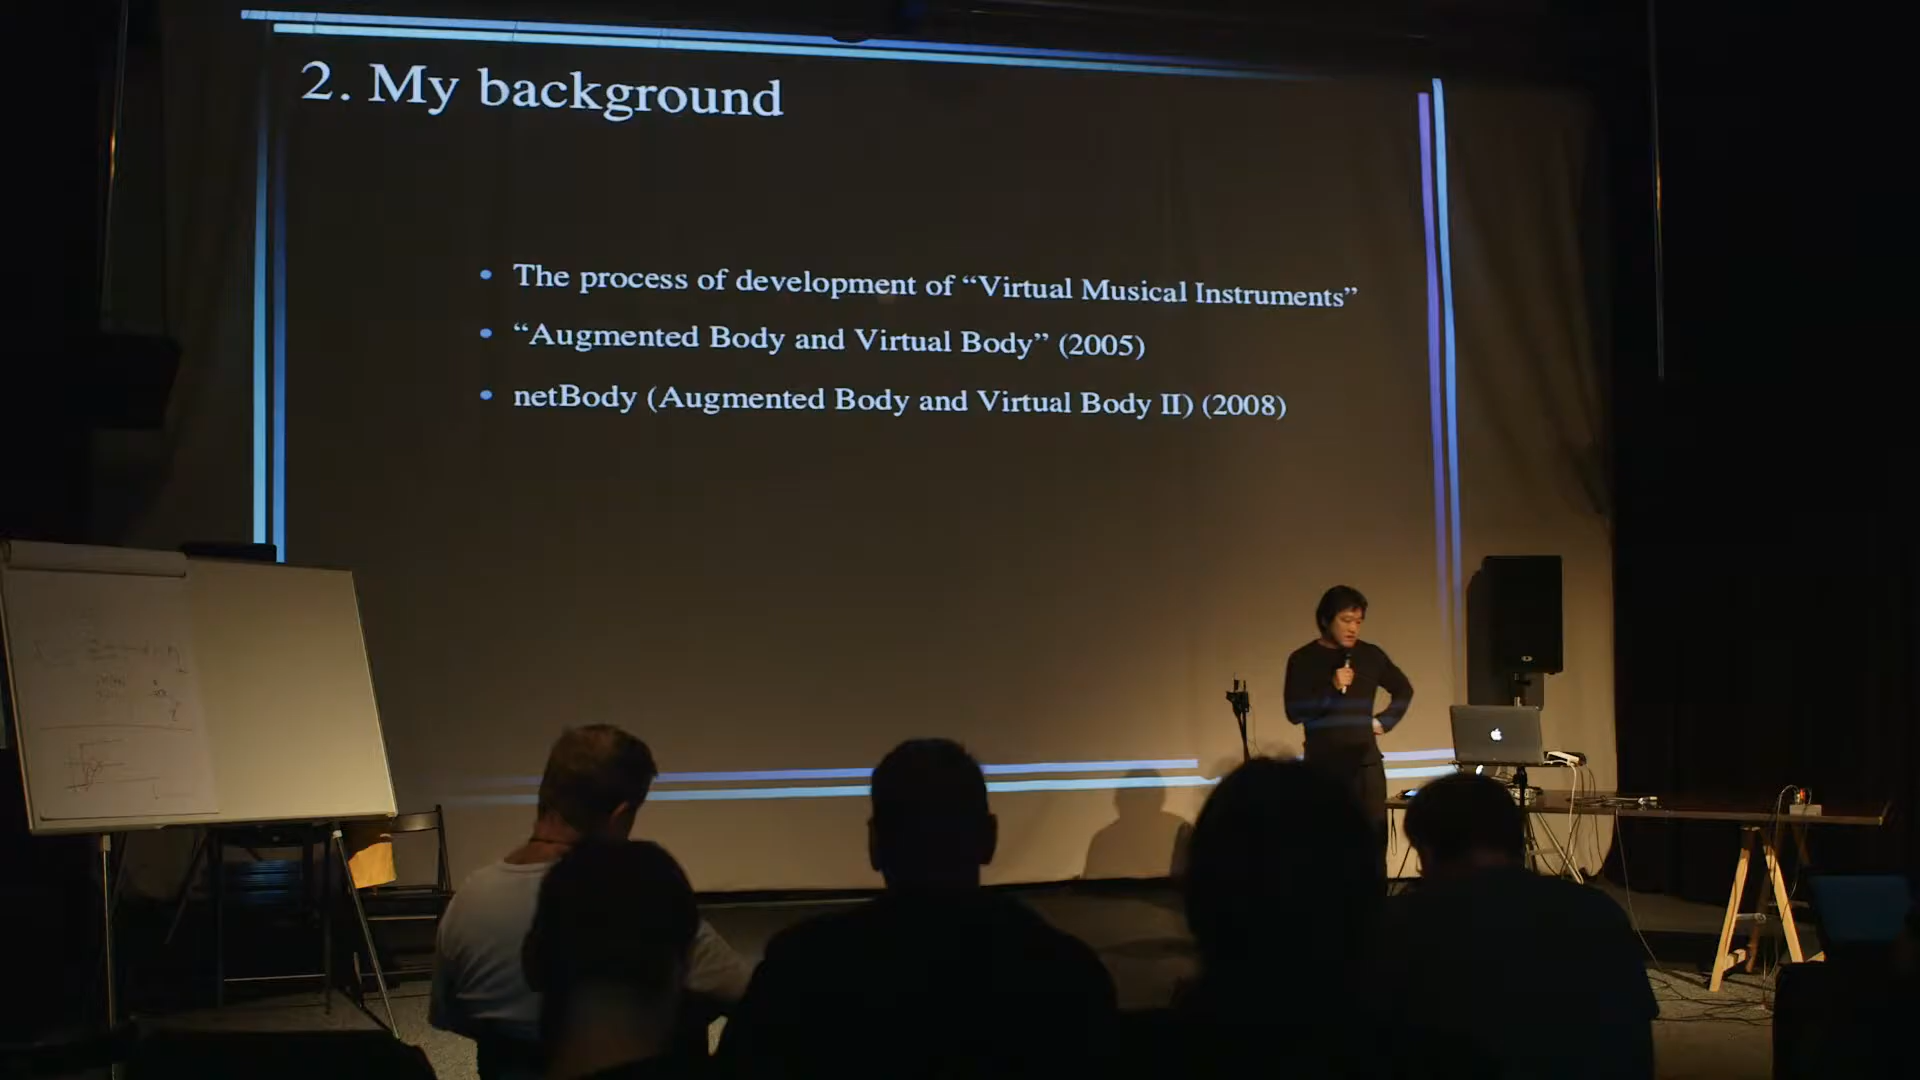 2. My background
• The process of development of “Virtual Musical Instruments”
• “Augmented Body and Virtual Body” (2005)
• netBody (Augmented Body and Virtual Body II) (2008)